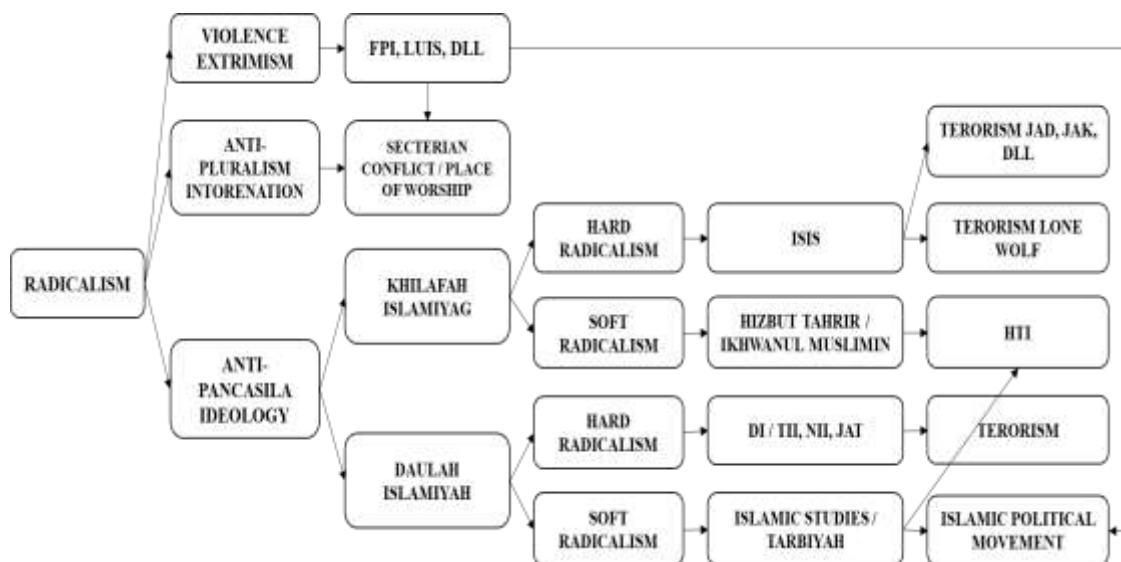 VIOLENCE
EXTRIMISM
FPI, LUIS, DLL
ANTI-
PLURALISM
INTORENATION
SECTERIAN
CONFLICT / PLACE
OF WORSHIP
TERORISM JAD, JAK,
DLL
HARD
RADICALISM
ISIS
TERORISM LONE
WOLF
RADICALISM
KHILAFAH
ISLAMIYAG
SOFT
RADICALISM
HIZBUT TAHRIR /
IKHWANUL MUSLIMIN
HTI
ANTI-
PANCASILA
IDEOLOGY
HARD
RADICALISM
DI / TII, NII, JAT
TERORISM
DAULAH
ISLAMIYAH
SOFT
RADICALISM
ISLAMIC STUDIES /
TARBIYAH
ISLAMIC POLITICAL
MOVEMENT